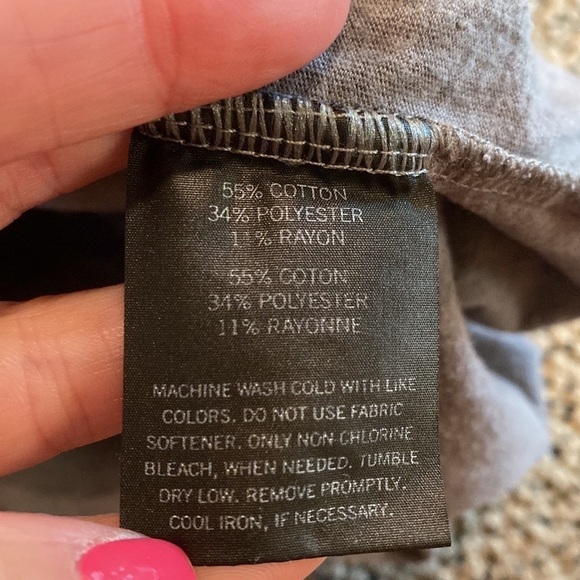 55% COTTON
34% POLYESTER
11% RAYON
55% COTON
34% POLYESTER
11% RAYONNE
MACHINE WASH COLD WITH LIKE
COLORS. DO NOT USE FABRIC
SOFTENER. ONLY NON-CHLORINE
BLEACH, WHEN NEEDED. TUMBLE
DRY LOW. REMOVE PROMPTLY.
COOL IRON, IF NECESSARY.